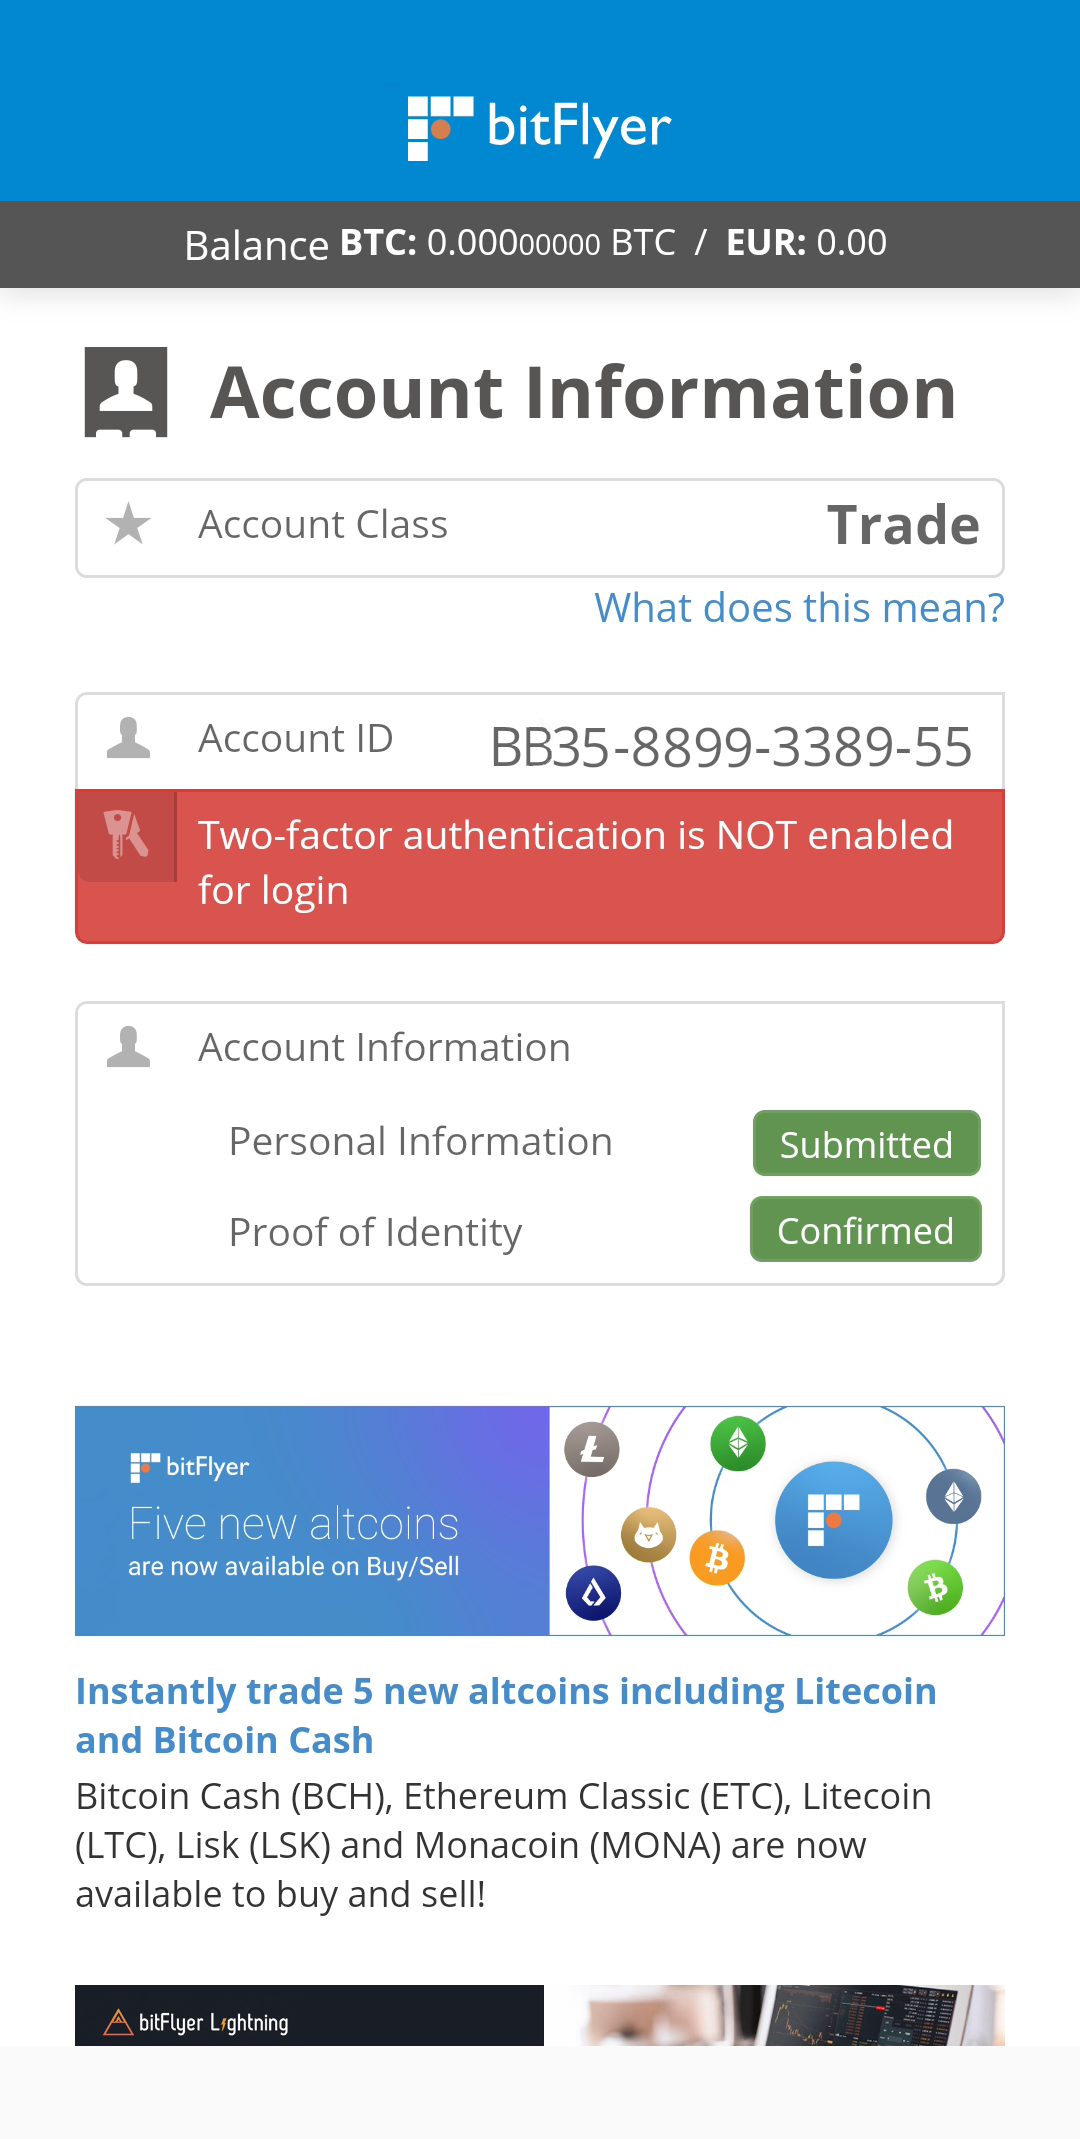 bitFlyer
Balance BTC: 0.00000000 BTC / EUR: 0.00
Account Information
Account Class Trade
What does this mean?
Account ID BB35-8899-3389-55
Two-factor authentication is NOT enabled
for login
Account Information
Personal Information Submitted
Proof of Identity Confirmed
bitFlyer
Five new altcoins
are now available on Buy/Sell
Instantly trade 5 new altcoins including Litecoin
and Bitcoin Cash
Bitcoin Cash (BCH), Ethereum Classic (ETC), Litecoin
(LTC), Lisk (LSK) and Monacoin (MONA) are now
available to buy and sell!
bitFlyer Lightning